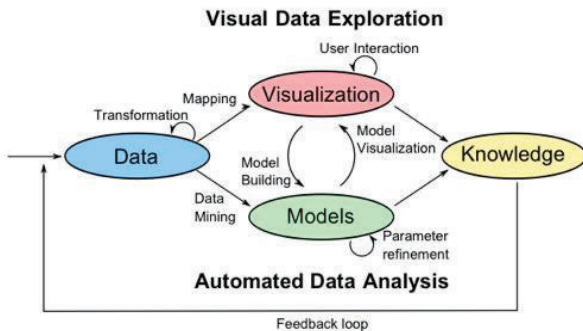 Visual Data Exploration
User Interaction
Visualization
Mapping
Transformation
Data
Model
Building
Model
Visualization
Knowledge
Data
Mining
Models
Parameter
refinement
Automated Data Analysis
Feedback loop